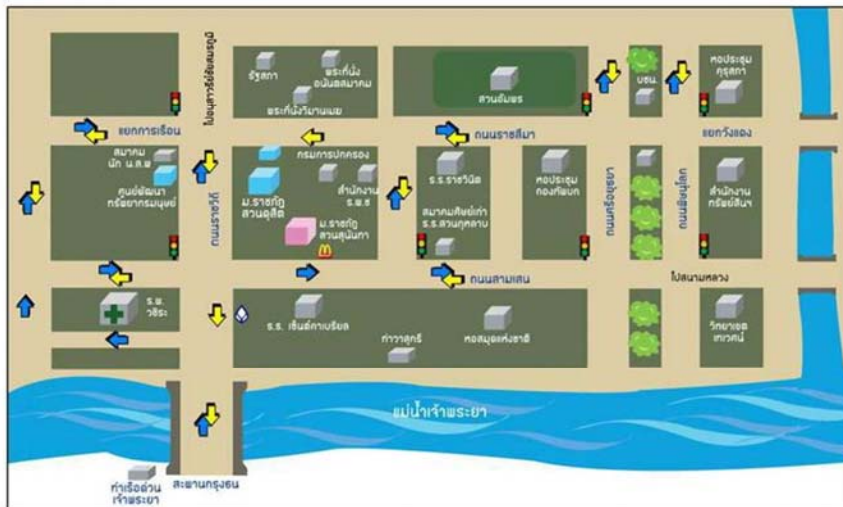 รัฐสภา
พระที่นั่ง
อนันตสมาคม
พระที่นั่งวิมานเมฆ
ไปอนุสาวรีย์ชัยสมรภูมิ
สวนอัมพร
บชน.
หอประชุม
คุรุสภา
แยกการเรือน
ถนนราชสีมา
แยกวังแดง
สมาคม
นัก น.ส.พ
ศูนย์พัฒนา
ทรัพยากรมนุษย์
ถนนราชวิถี
กรมการปกครอง
ม.ราชภัฏ
สวนดุสิต
สำนักงาน
ร.พ.ช
ม.ราชภัฏ
สวนสุนันทา
ร.ร.ราชวินิต
สมาคมศิษย์เก่า
ร.ร.สวนกุหลาบ
หอประชุม
กองทัพบก
ถนนศรีอยุธยา
ถนนพิษณุโลก
สำนักงาน
ทรัพย์สินฯ
ถนนสามเสน
ไปสนามหลวง
ร.พ.
วชิระ
ร.ร. เซ็นต์คาเบรียล
ท่าวาสุกรี
หอสมุดแห่งชาติ
วิทยาเขต
เทเวศน์
แม่น้ำเจ้าพระยา
ท่าเรือด่วน
เจ้าพระยา
สะพานกรุงธน